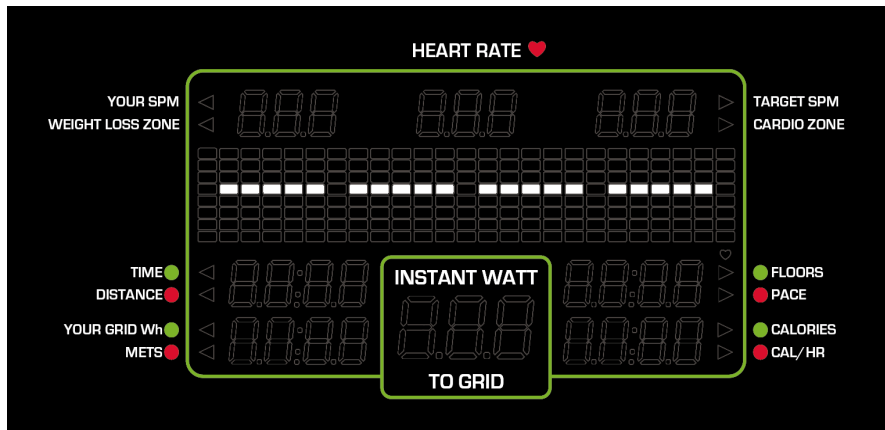 HEART RATE
YOUR SPM
TARGET SPM
WEIGHT LOSS ZONE
CARDIO ZONE
- - - -
TIME
INSTANT WATT
FLOORS
DISTANCE
PACE
YOUR GRID Wh
CALORIES
METS
CAL/HR
TO GRID